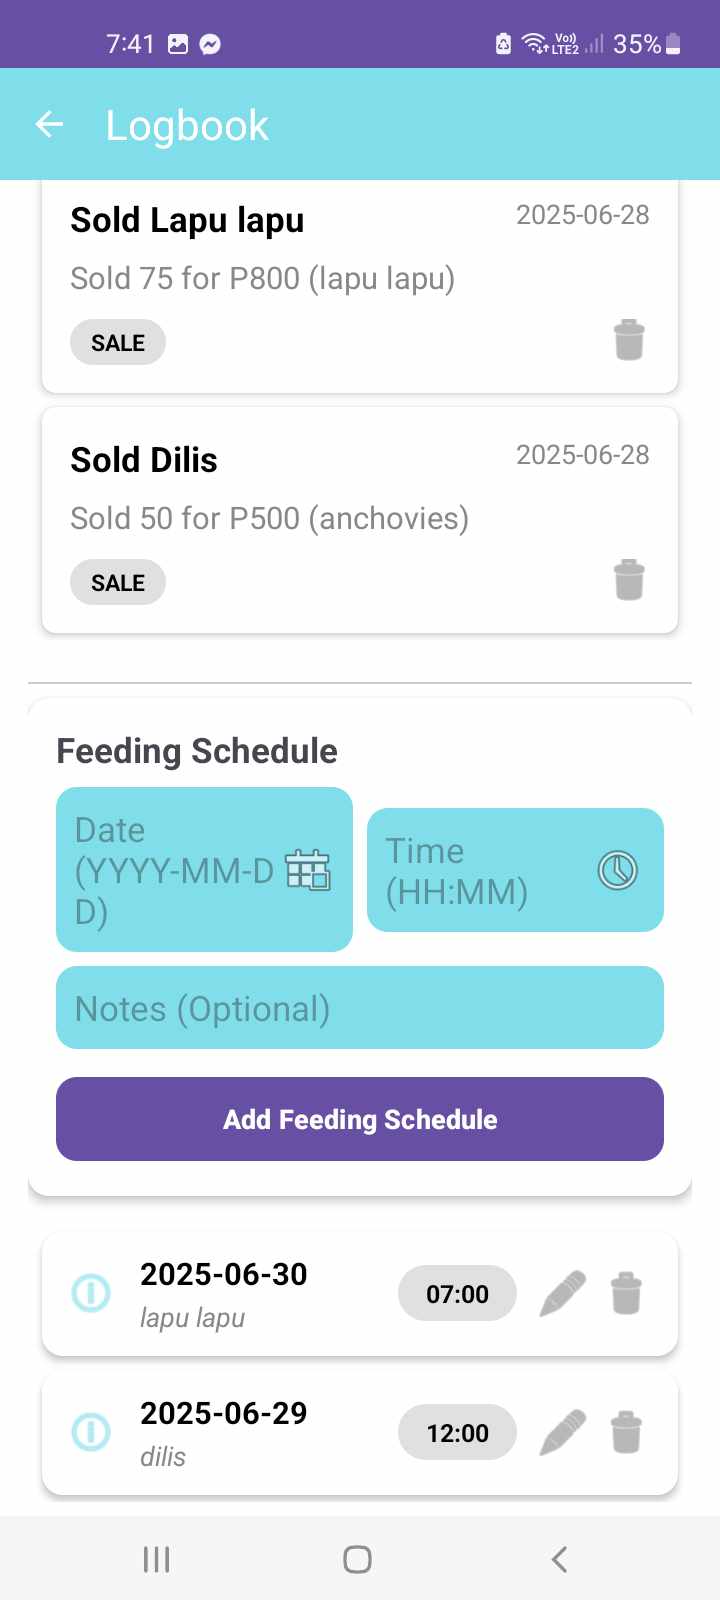 7:41
Vo))
LTE2
35%
Logbook
Sold Lapu lapu
2025-06-28
Sold 75 for P800 (lapu lapu)
SALE
Sold Dilis
2025-06-28
Sold 50 for P500 (anchovies)
SALE
Feeding Schedule
Date
(YYYY-MM-D
D)
Time
(HH:MM)
Notes (Optional)
Add Feeding Schedule
2025-06-30
07:00
lapu lapu
2025-06-29
12:00
dilis